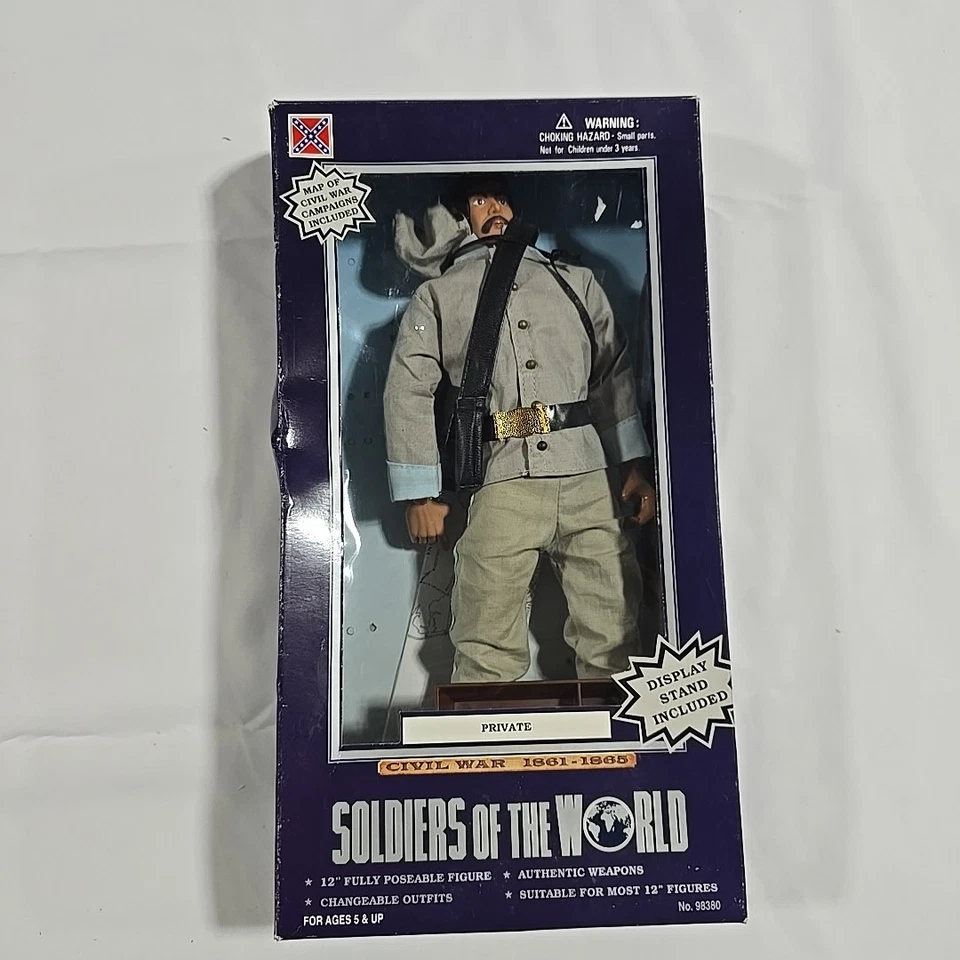 WARNING:
CHOKING HAZARD - Small parts.
Not for Children under 3 years.
MAP OF
CIVIL WAR
CAMPAIGNS
INCLUDED
DISPLAY
STAND
INCLUDED
PRIVATE
CIVIL WAR 1861-1865
SOLDIERS OF THE WORLD
★ 12" FULLY POSEABLE FIGURE
★ AUTHENTIC WEAPONS
★ CHANGEABLE OUTFITS
★ SUITABLE FOR MOST 12" FIGURES
FOR AGES 5 & UP
No. 98380